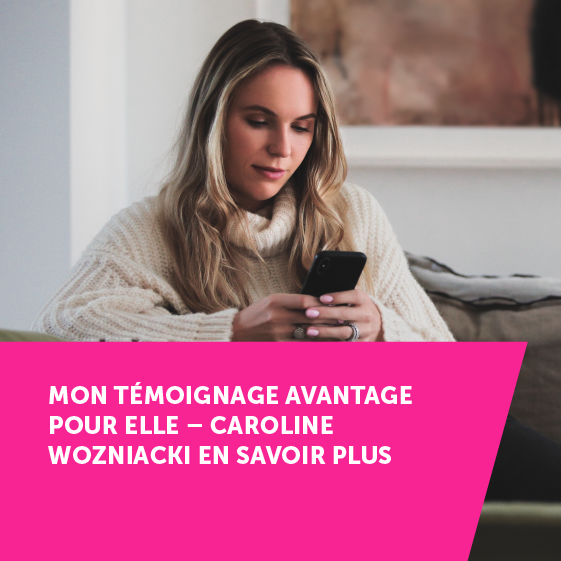 MON TÉMOIGNAGE AVANTAGE
POUR ELLE – CAROLINE
WOZNIACKI EN SAVOIR PLUS